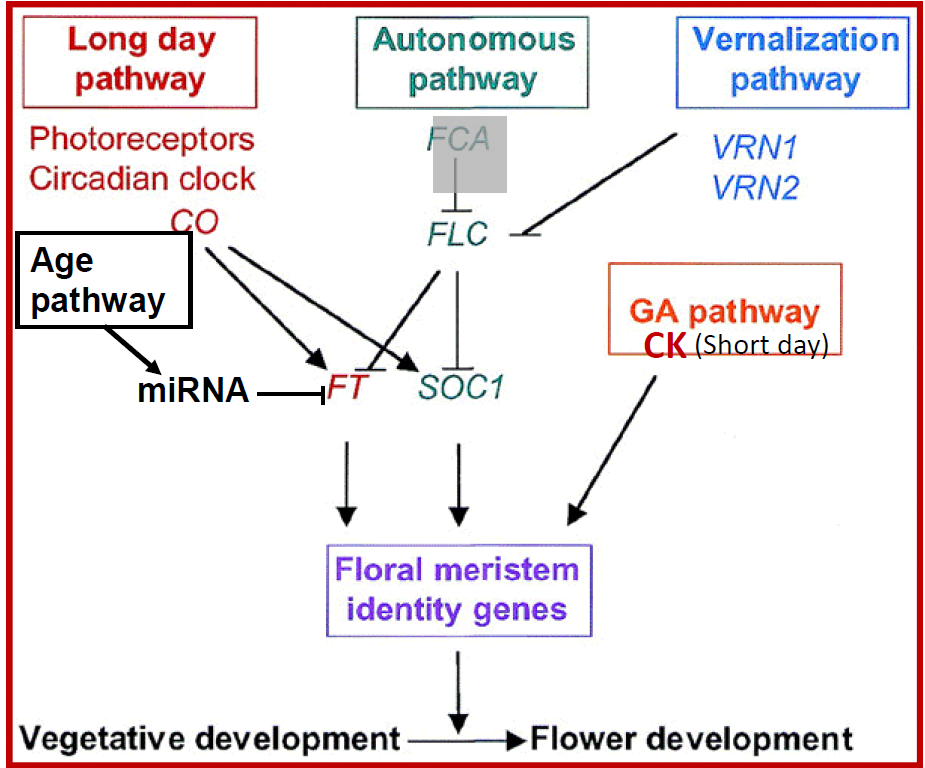 Long day
pathway
Autonomous
pathway
Vernalization
pathway
Photoreceptors
Circadian clock
CO
FCA
FLC
VRN1
VRN2
Age
pathway
GA pathway
CK (Short day)
miRNA
FT
SOC1
Floral meristem
identity genes
Vegetative development
Flower development